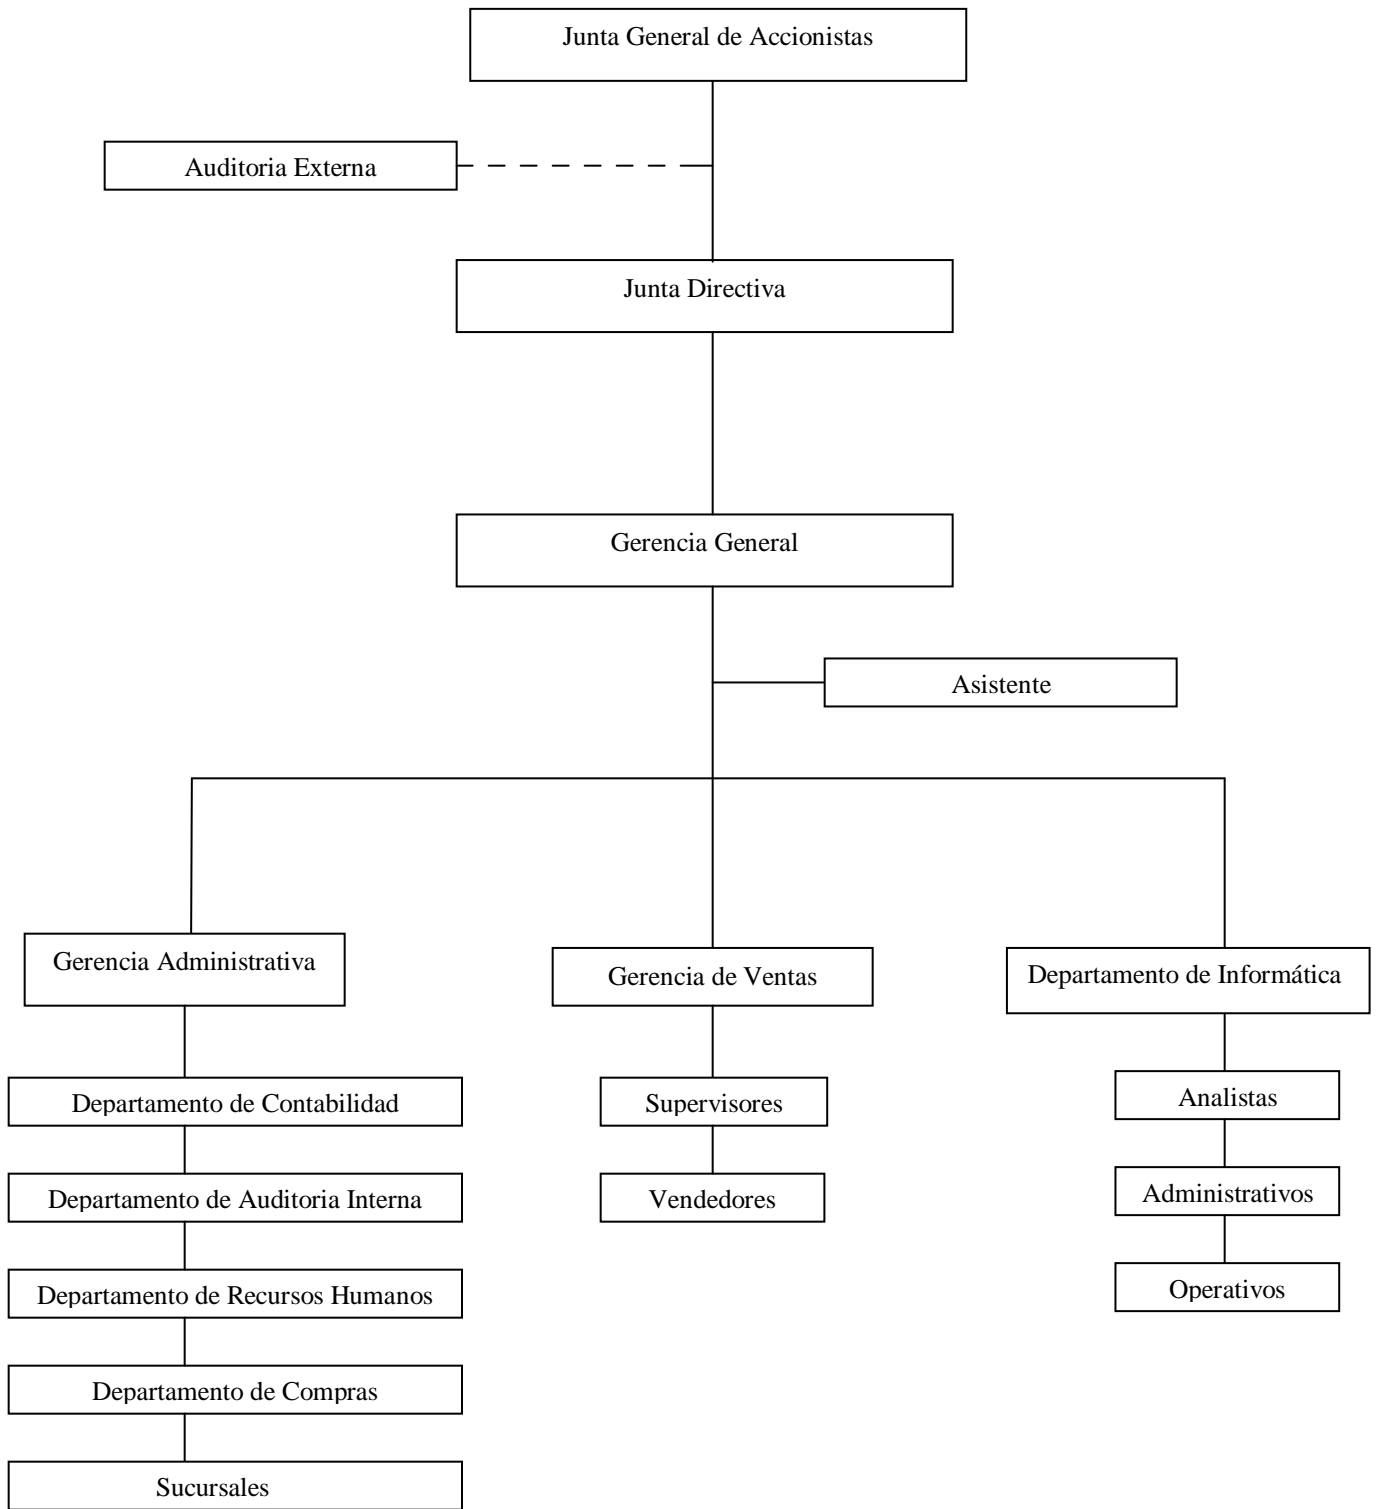 Junta General de Accionistas
Auditoria Externa
Junta Directiva
Gerencia General
Asistente
Gerencia Administrativa
Gerencia de Ventas
Departamento de Informática
Departamento de Contabilidad
Supervisores
Analistas
Departamento de Auditoria Interna
Vendedores
Administrativos
Departamento de Recursos Humanos
Operativos
Departamento de Compras
Sucursales